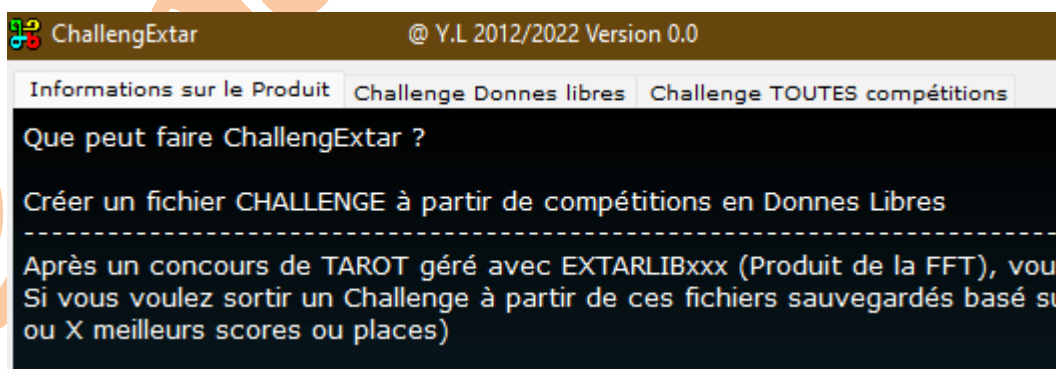 ChallengExtar @ Y.L 2012/2022 Version 0.0
Informations sur le Produit Challenge Donnes libres Challenge TOUTES compétitions
Que peut faire ChallengExtar ?
Créer un fichier CHALLENGE à partir de compétitions en Donnes Libres
--------------------------------------------------------------------------
Après un concours de TAROT géré avec EXTARLIBxxx (Produit de la FFT),
Si vous voulez sortir un Challenge à partir de ces fichiers sauvegardés basé
ou X meilleurs scores ou places)